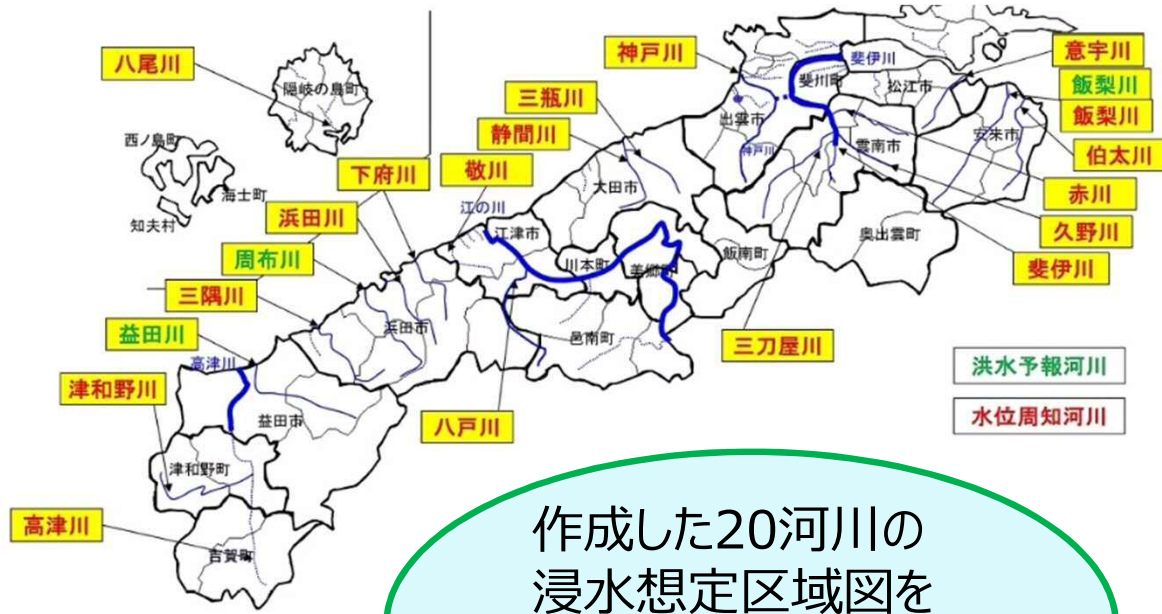 八尾川
隠岐の島町
西ノ島町
海士町
知夫村
神戸川
斐伊川
斐川町
松江市
意宇川
飯梨川
飯梨川
伯太川
安来市
出雲市
神戸川
雲南市
赤川
久野川
斐伊川
奥出雲町
三瓶川
静間川
大田市
飯南町
三刀屋川
下府川
敬川
江の川
江津市
川本町
美郷町
邑南町
八戸川
浜田川
周布川
三隅川
浜田市
益田川
高津川
益田市
津和野川
津和野町
高津川
吉賀町
洪水予報河川
水位周知河川
作成した20河川の
浸水想定区域図を